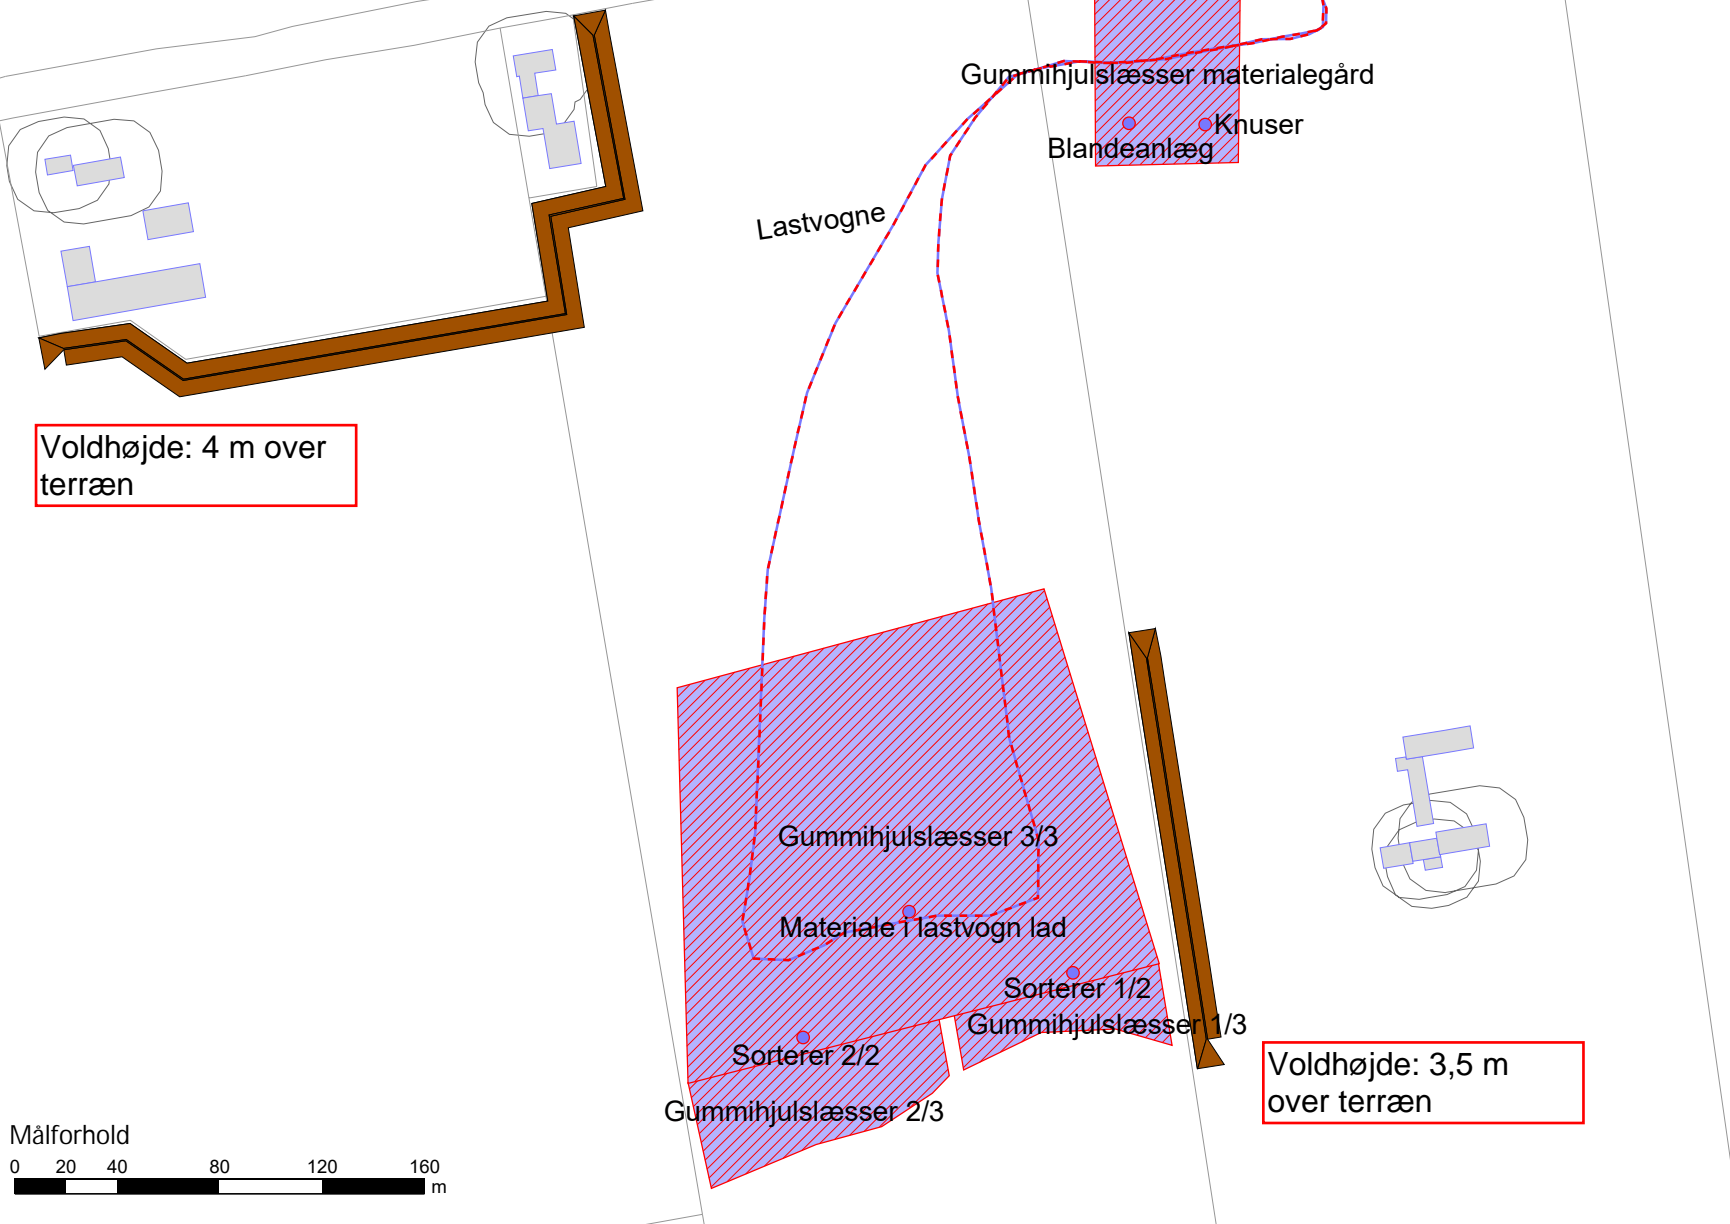 Gummihjulslæsser materialegård
Knuser
Blandeanlæg
Lastvogne
Voldhøjde: 4 m over
terræn
Gummihjulslæsser 3/3
Materiale i lastvogn lad
Sorterer 1/2
Gummihjulslæsser 1/3
Sorterer 2/2
Voldhøjde: 3,5 m
over terræn
Gummihjulslæsser 2/3
Målforhold
0 20 40 80 120 160
m